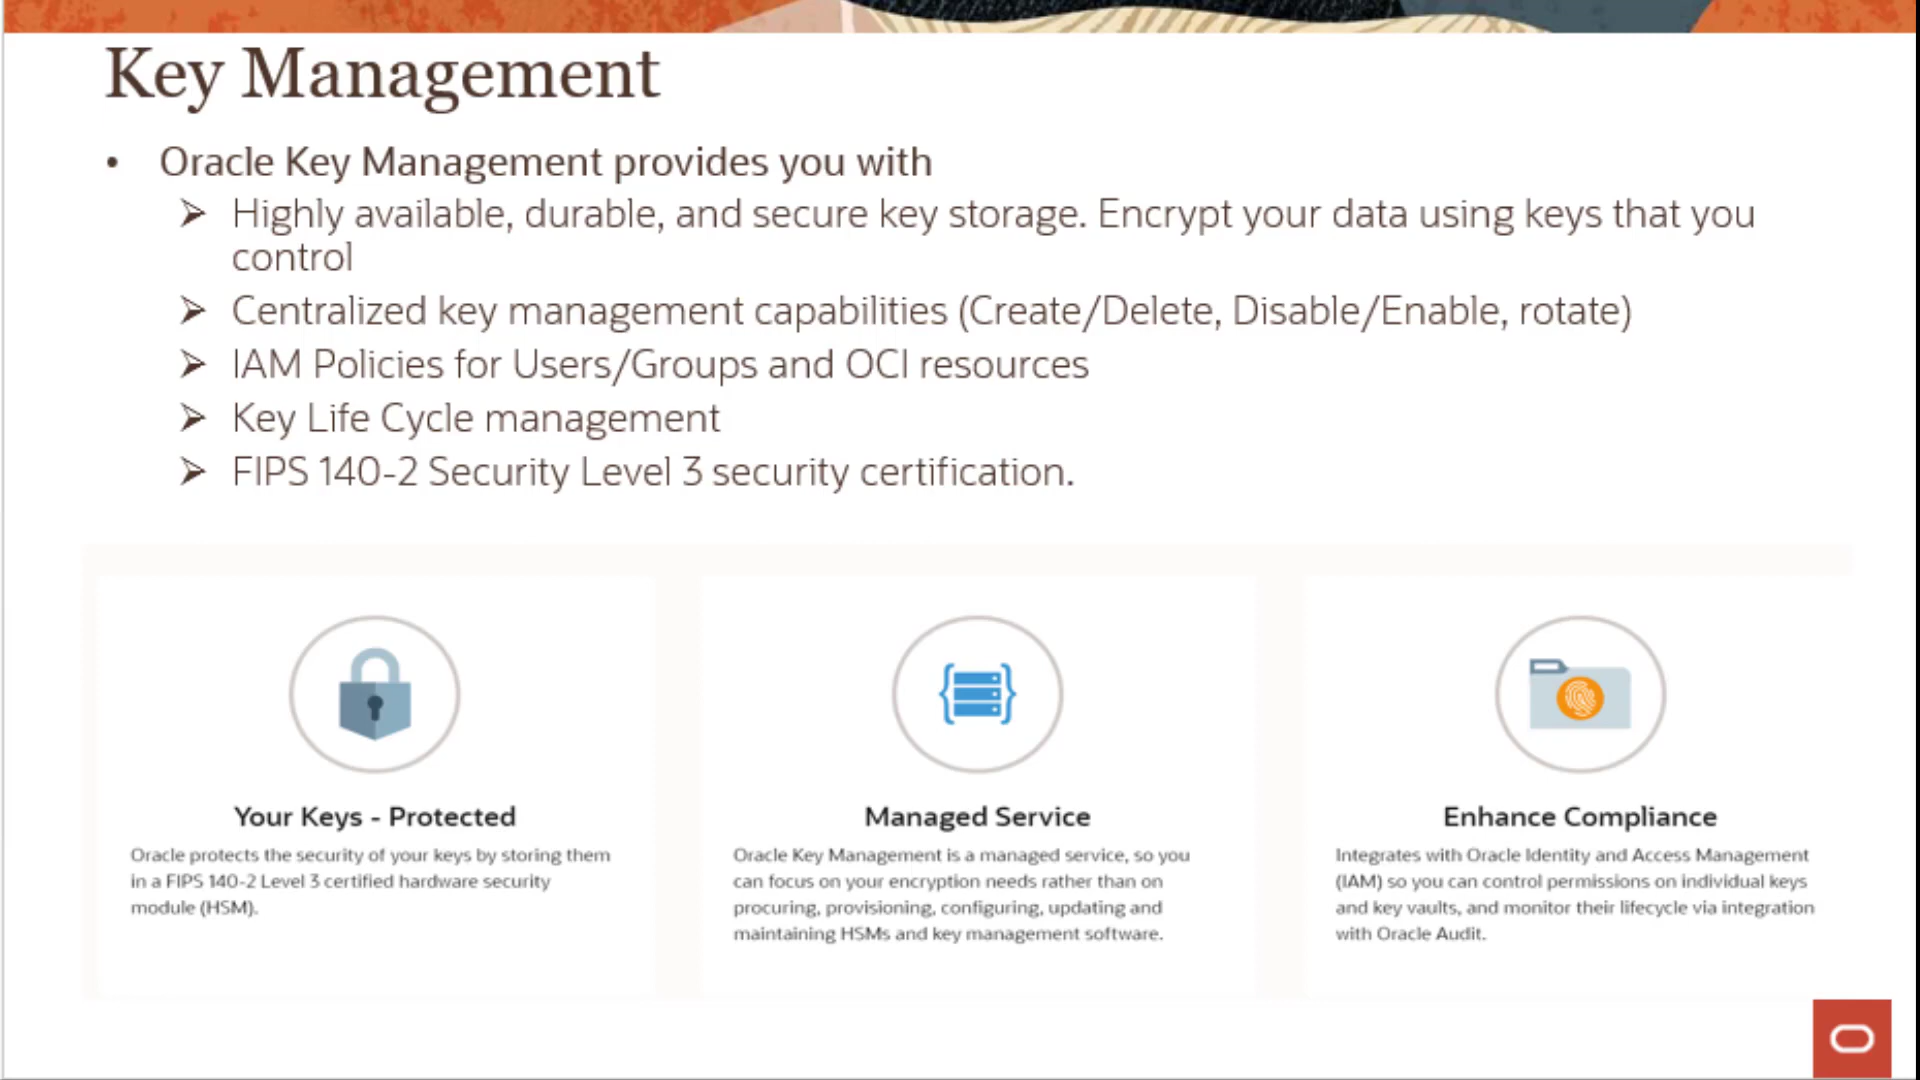 Key Management
• Oracle Key Management provides you with
➢ Highly available, durable, and secure key storage. Encrypt your data using keys that you
control
➢ Centralized key management capabilities (Create/Delete, Disable/Enable, rotate)
➢ IAM Policies for Users/Groups and OCI resources
➢ Key Life Cycle management
➢ FIPS 140-2 Security Level 3 security certification.
Your Keys - Protected
Oracle protects the security of your keys by storing them
in a FIPS 140-2 Level 3 certified hardware security
module (HSM).
Managed Service
Oracle Key Management is a managed service, so you
can focus on your encryption needs rather than on
procuring, provisioning, configuring, updating and
maintaining HSMs and key management software.
Enhance Compliance
Integrates with Oracle Identity and Access Management
(IAM) so you can control permissions on individual keys
and key vaults, and monitor their lifecycle via integration
with Oracle Audit.